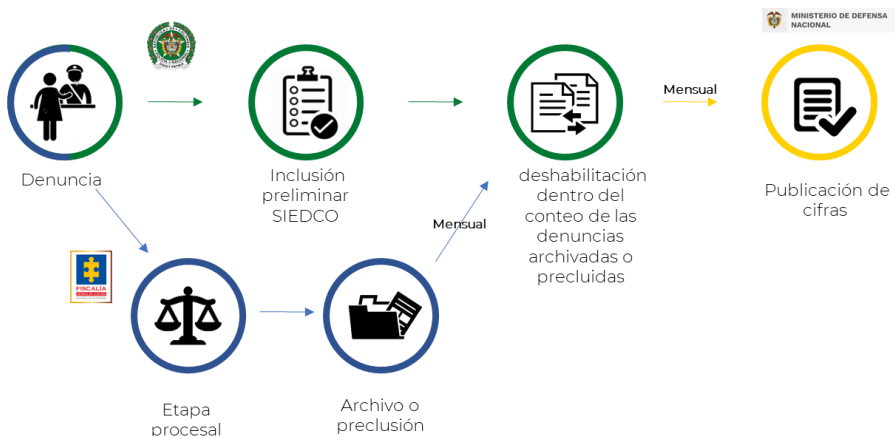 MINISTERIO DE DEFENSA
NACIONAL
Mensual
Denuncia
Inclusión
preliminar
SIEDCO
deshabilitación
dentro del
conteo de las
denuncias
archivadas o
precluidas
Publicación de
cifras
Mensual
FISCALÍA
Etapa
procesal
Archivo o
preclusión